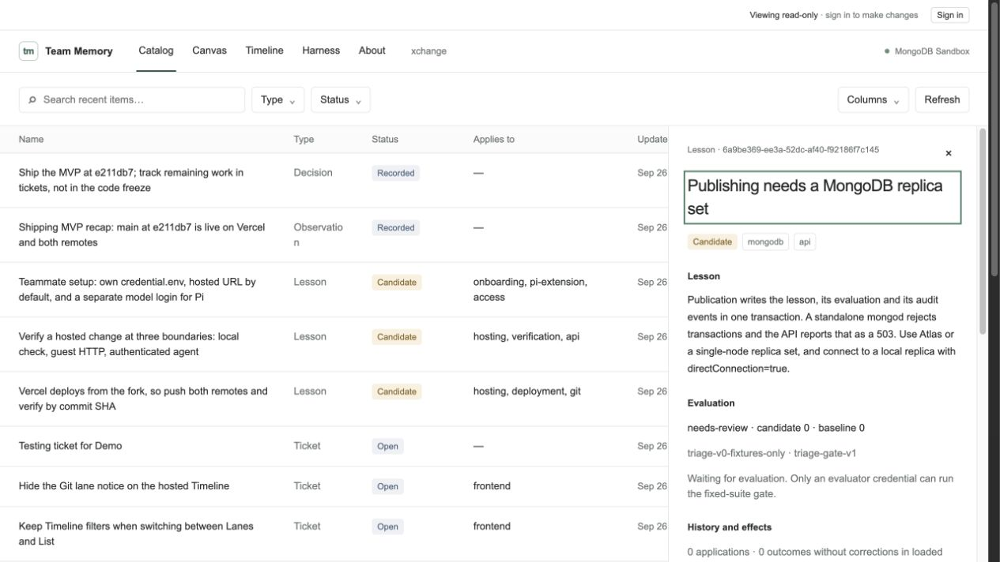 Viewing read-only · sign in to make changes
Sign in
tm
Team Memory
Catalog
Canvas
Timeline
Harness
About
xchange
MongoDB Sandbox
Search recent items…
Type
Status
Columns
Refresh
Name
Type
Status
Applies to
Update
Ship the MVP at e211db7; track remaining work in
tickets, not in the code freeze
Decision
Recorded
—
Sep 26
Shipping MVP recap: main at e211db7 is live on Vercel
and both remotes
Observatio
n
Recorded
—
Sep 26
Teammate setup: own credential.env, hosted URL by
default, and a separate model login for Pi
Lesson
Candidate
onboarding, pi-extension,
access
Sep 26
Verify a hosted change at three boundaries: local
check, guest HTTP, authenticated agent
Lesson
Candidate
hosting, verification, api
Sep 26
Vercel deploys from the fork, so push both remotes and
verify by commit SHA
Lesson
Candidate
hosting, deployment, git
Sep 26
Testing ticket for Demo
Ticket
Open
—
Sep 26
Hide the Git lane notice on the hosted Timeline
Ticket
Open
frontend
Sep 26
Keep Timeline filters when switching between Lanes
and List
Ticket
Open
frontend
Sep 26
Lesson · 6a9be369-ee3a-52dc-af40-f92186f7c145
×
Publishing needs a MongoDB replica
set
Candidate
mongodb
api
Lesson
Publication writes the lesson, its evaluation and its audit
events in one transaction. A standalone mongod rejects
transactions and the API reports that as a 503. Use Atlas or
a single-node replica set, and connect to a local replica with
directConnection=true.
Evaluation
needs-review · candidate 0 · baseline 0
triage-v0-fixtures-only · triage-gate-v1
Waiting for evaluation. Only an evaluator credential can run
the fixed-suite gate.
History and effects
0 applications · 0 outcomes without corrections in loaded